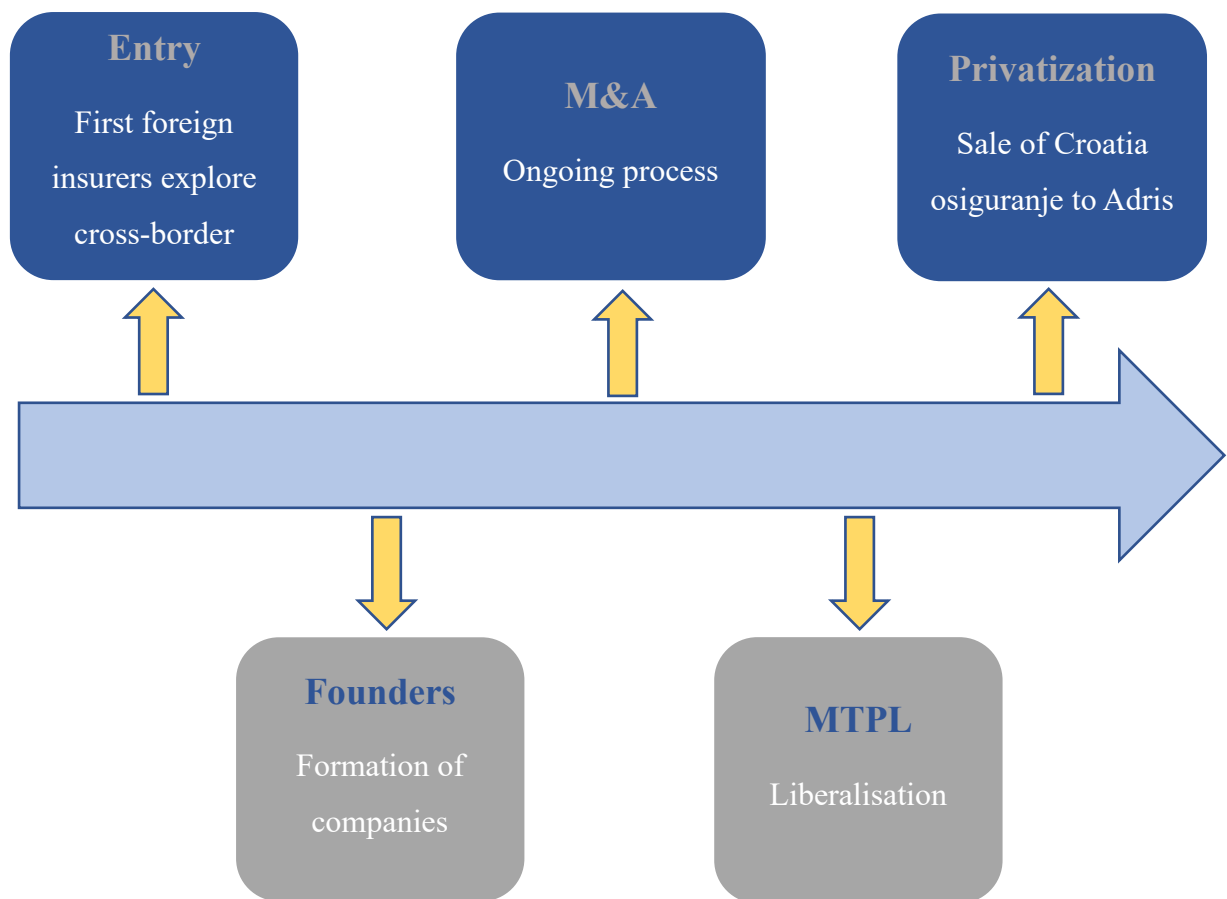 Entry
First foreign
insurers explore
cross-border
M&A
Ongoing process
Privatization
Sale of Croatia
osiguranje to Adris
Founders
Formation of
companies
MTPL
Liberalisation